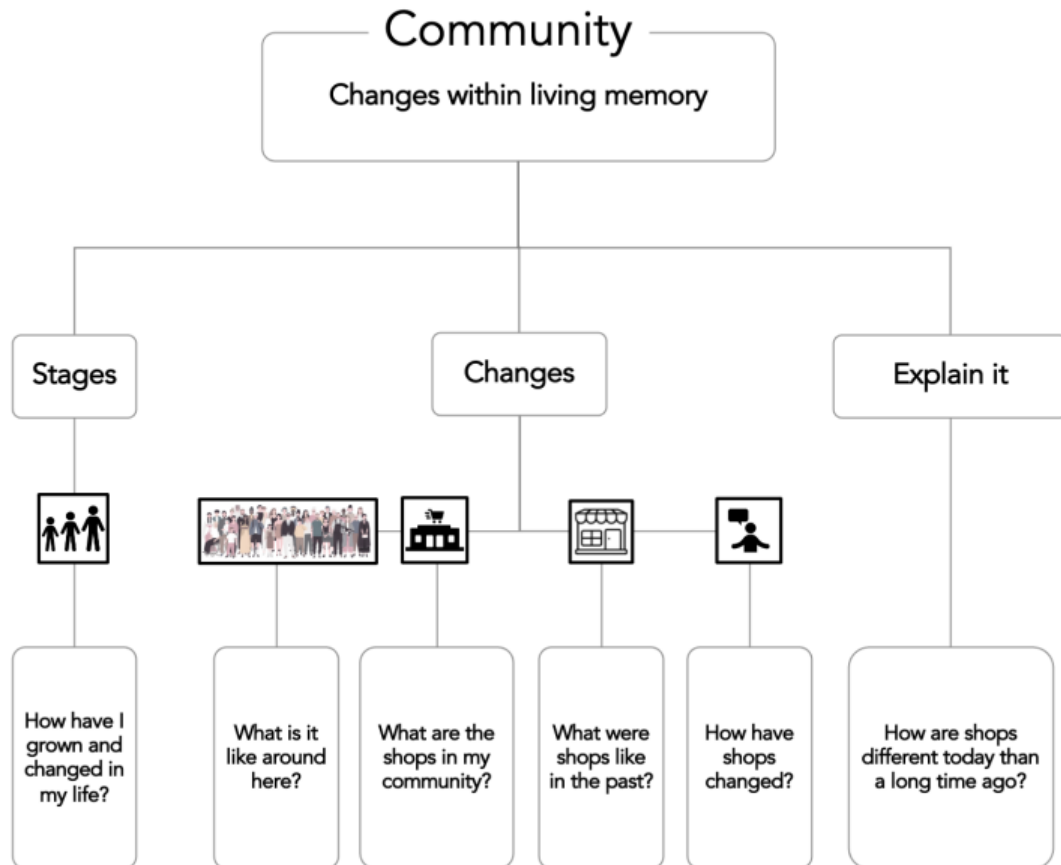 Community
Changes within living memory
Stages
Changes
Explain it
How have I
grown and
changed in
my life?
What is it
like around
here?
What are the
shops in my
community?
What were
shops like
in the past?
How have
shops
changed?
How are shops
different today than
a long time ago?